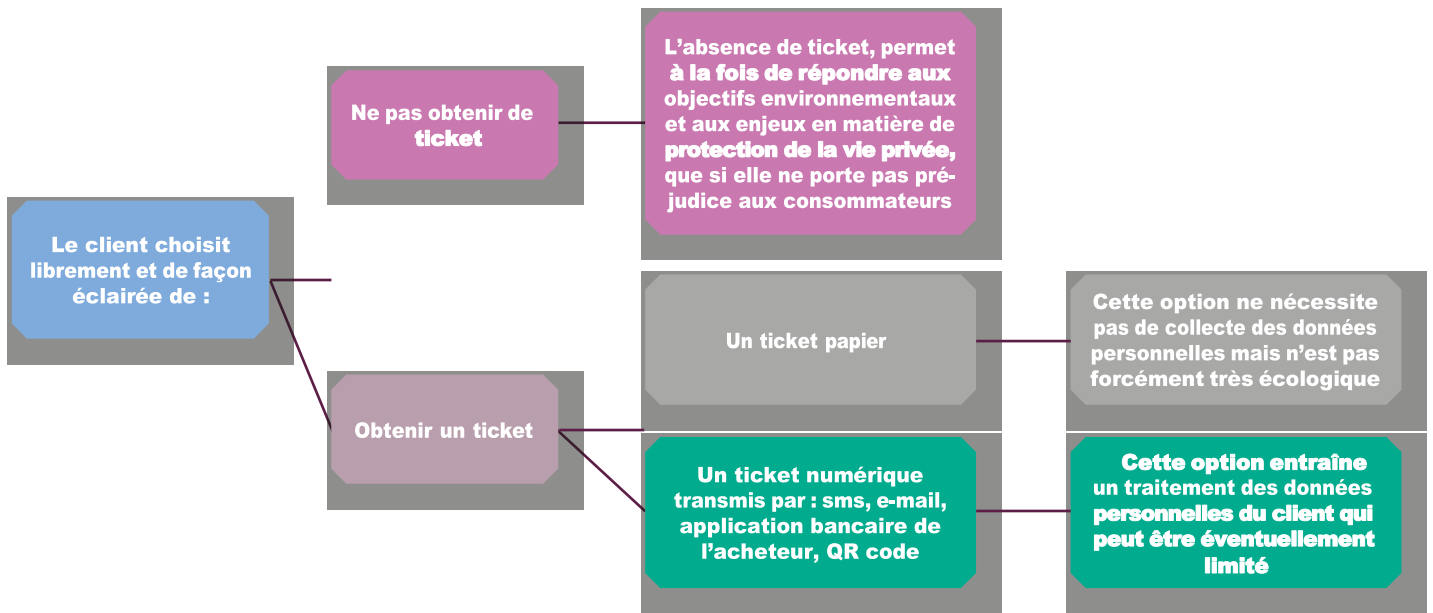 Le client choisit
librement et de façon
éclairée de :
Ne pas obtenir de
ticket
L’absence de ticket, permet
à la fois de répondre aux
objectifs environnementaux
et aux enjeux en matière de
protection de la vie privée,
que si elle ne porte pas pré-
judice aux consommateurs
Obtenir un ticket
Un ticket papier
Cette option ne nécessite
pas de collecte des données
personnelles mais n’est pas
forcément très écologique
Un ticket numérique
transmis par : sms, e-mail,
application bancaire de
l’acheteur, QR code
Cette option entraîne
un traitement des données
personnelles du client qui
peut être éventuellement
limité